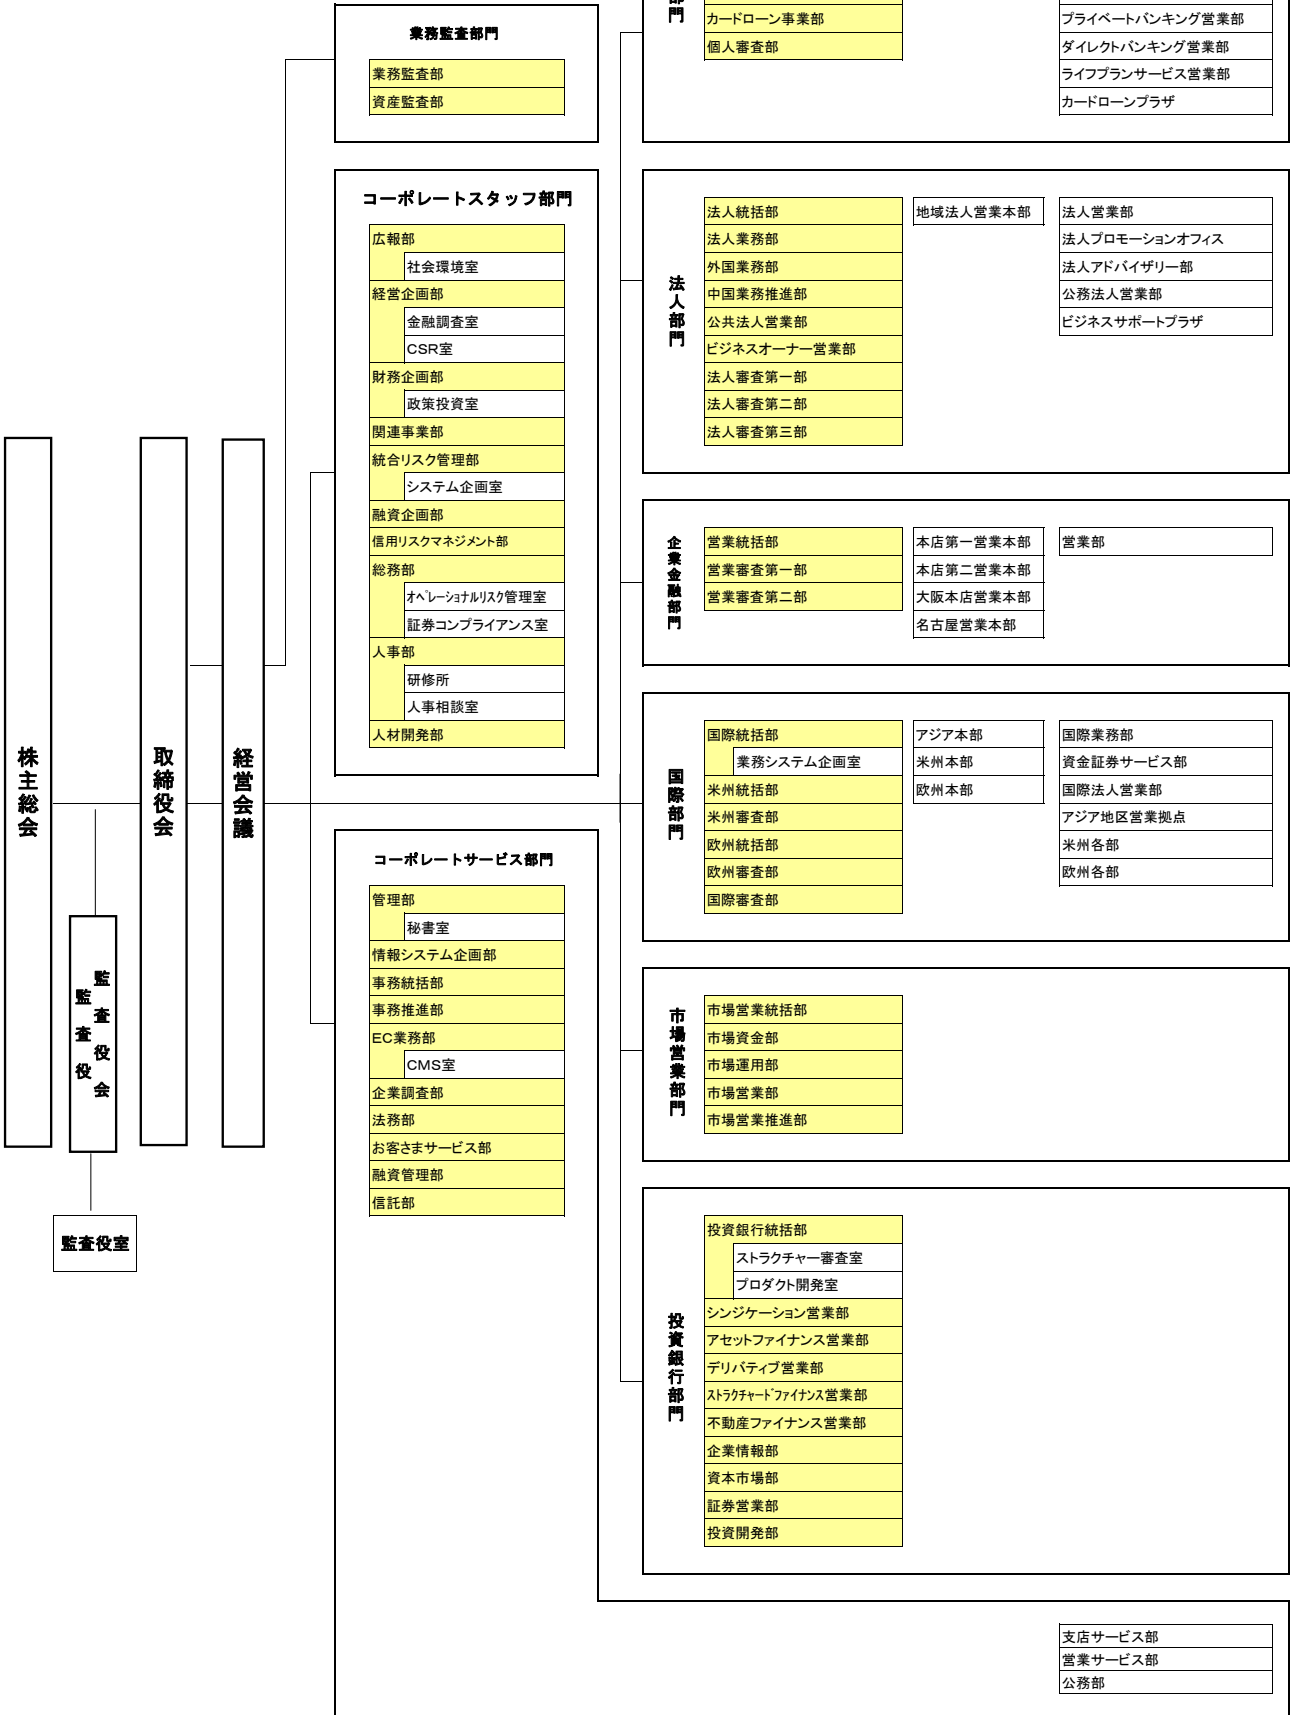 株主総会
監査役会
監査役
監査役室
取締役会
経営会議
業務監査部門
業務監査部
資産監査部
コーポレートスタッフ部門
広報部
社会環境室
経営企画部
金融調査室
CSR室
財務企画部
政策投資室
関連事業部
統合リスク管理部
システム企画室
融資企画部
信用リスクマネジメント部
総務部
オペレーショナルリスク管理室
証券コンプライアンス室
人事部
研修所
人事相談室
人材開発部
コーポレートサービス部門
管理部
秘書室
情報システム企画部
事務統括部
事務推進部
EC業務部
CMS室
企業調査部
法務部
お客さまサービス部
融資管理部
信託部
門
カードローン事業部
個人審査部
プライベートバンキング営業部
ダイレクトバンキング営業部
ライフプランサービス営業部
カードローンプラザ
法人部門
法人統括部
法人業務部
外国業務部
中国業務推進部
公共法人営業部
ビジネスオーナー営業部
法人審査第一部
法人審査第二部
法人審査第三部
地域法人営業本部
法人営業部
法人プロモーションオフィス
法人アドバイザリー部
公務法人営業部
ビジネスサポートプラザ
企業金融部門
営業統括部
営業審査第一部
営業審査第二部
本店第一営業本部
本店第二営業本部
大阪本店営業本部
名古屋営業本部
営業部
国際部門
国際統括部
業務システム企画室
米州統括部
米州審査部
欧州統括部
欧州審査部
国際審査部
アジア本部
米州本部
欧州本部
国際業務部
資金証券サービス部
国際法人営業部
アジア地区営業拠点
米州各部
欧州各部
市場営業部門
市場営業統括部
市場資金部
市場運用部
市場営業部
市場営業推進部
投資銀行部門
投資銀行統括部
ストラクチャー審査室
プロダクト開発室
シンジケーション営業部
アセットファイナンス営業部
デリバティブ営業部
ストラクチャードファイナンス営業部
不動産ファイナンス営業部
企業情報部
資本市場部
証券営業部
投資開発部
支店サービス部
営業サービス部
公務部